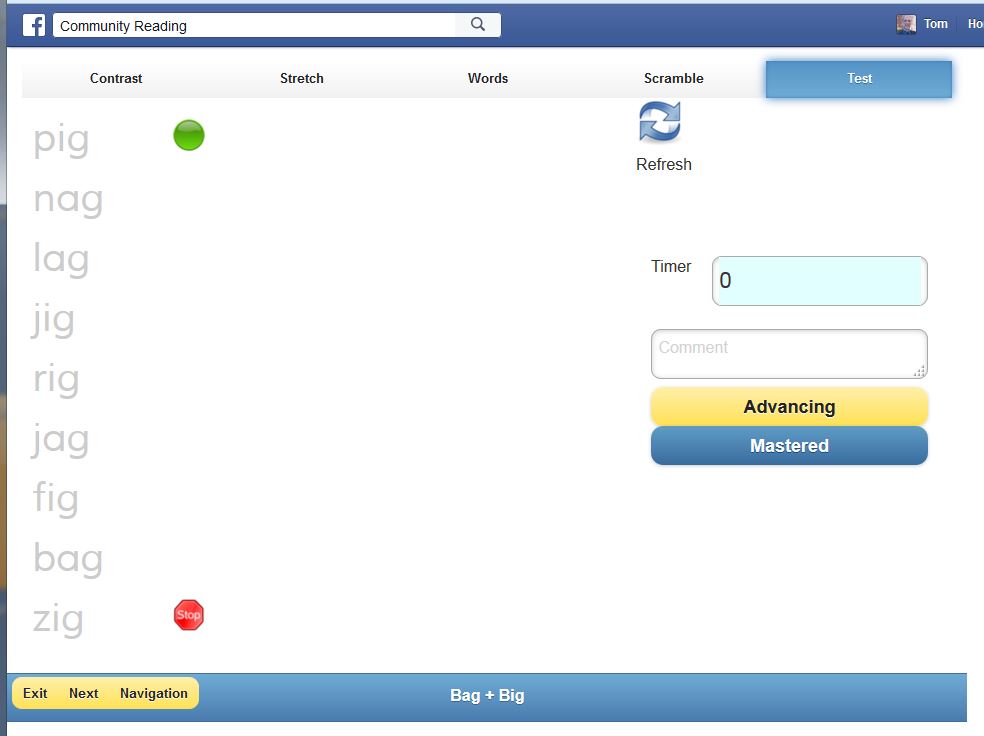 f Community Reading Tom Ho
Contrast Stretch Words Scramble Test
Refresh
pig
nag
lag
jig
rig
jag
fig
bag
zig
Stop
Timer 0
Comment
Advancing
Mastered
Exit Next Navigation Bag + Big